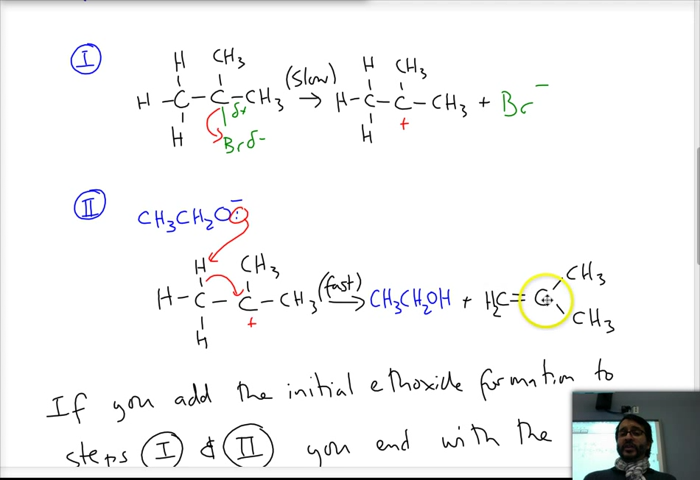 I
H CH₃
H-C-C-CH₃ (Slow) → H-C-C-CH₃ + Br⁻
δ+
H Brδ- H +
II
CH₃CH₂O:⁻
H CH₃
H-C-C-CH₃ (fast) → CH₃CH₂OH + H₂C=C
H +
CH₃
CH₃
If you add the initial ethoxide formation to
steps I & II you end with the